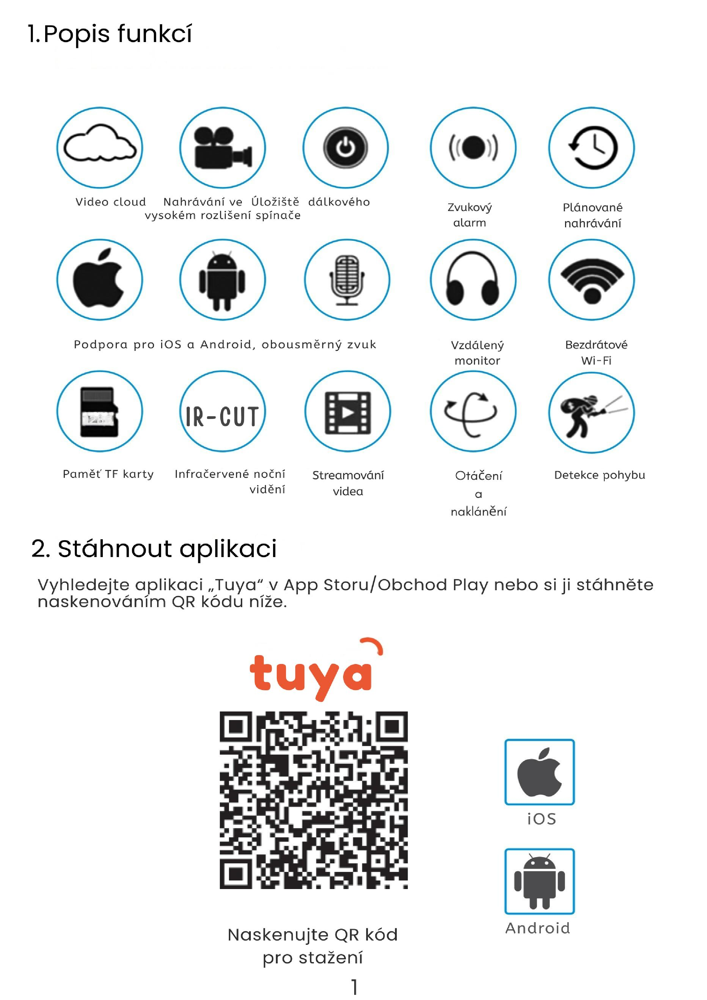 1. Popis funkcí
Video cloud Nahrávání ve Úložiště dálkového
vysokém rozlišení spínače
Zvukový
alarm
Plánované
nahrávání
Podpora pro iOS a Android, obousměrný zvuk
Vzdálený
monitor
Bezdrátové
Wi-Fi
IR-CUT
Paměť TF karty
Infračervené noční
vidění
Streamování
videa
Otáčení
a
naklánění
Detekce pohybu
2. Stáhnout aplikaci
Vyhledejte aplikaci „Tuya“ v App Storu/Obchod Play nebo si ji stáhněte
naskenováním QR kódu níže.
tuya
iOS
Android
Naskenujte QR kód
pro stažení
1